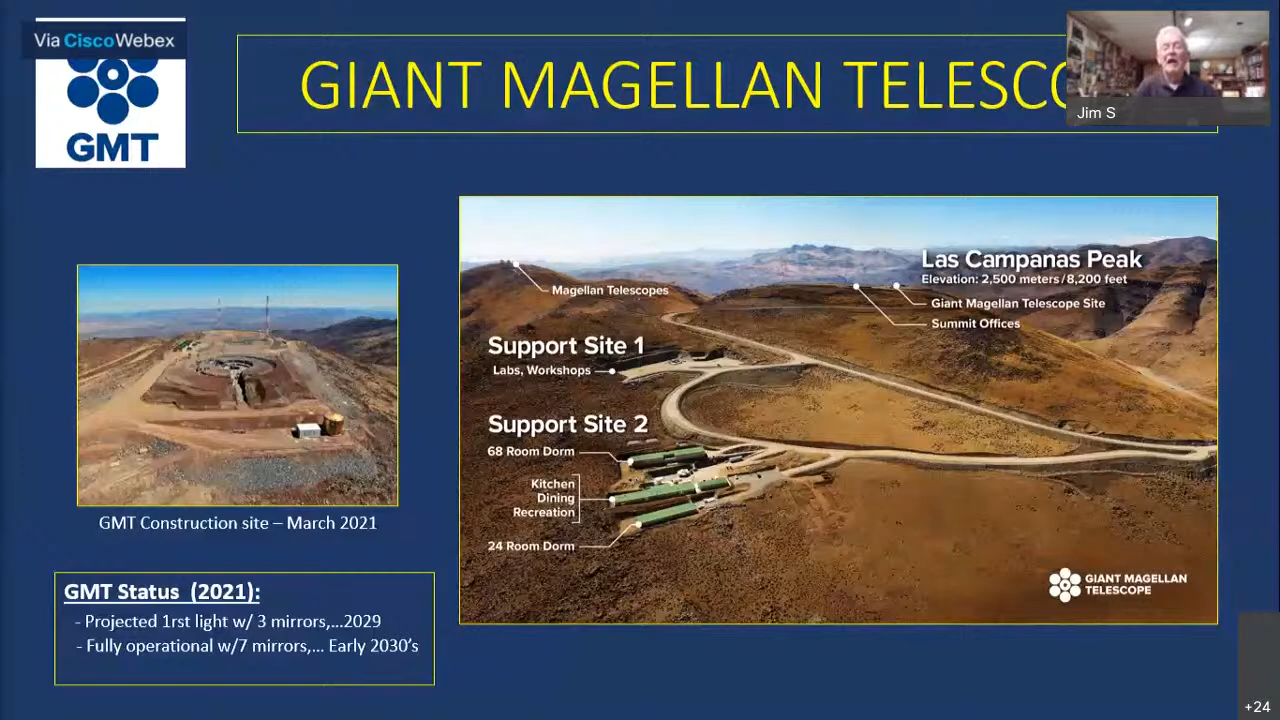 Via Cisco Webex
GMT
GIANT MAGELLAN TELESCO
Jim S
Las Campanas Peak
Elevation: 2,500 meters / 8,200 feet
Magellan Telescopes
Giant Magellan Telescope Site
Summit Offices
Support Site 1
Labs, Workshops
Support Site 2
68 Room Dorm
Kitchen
Dining
Recreation
24 Room Dorm
GIANT MAGELLAN
TELESCOPE
GMT Construction site – March 2021
GMT Status (2021):
- Projected 1rst light w/ 3 mirrors,...2029
- Fully operational w/7 mirrors,... Early 2030's
+24